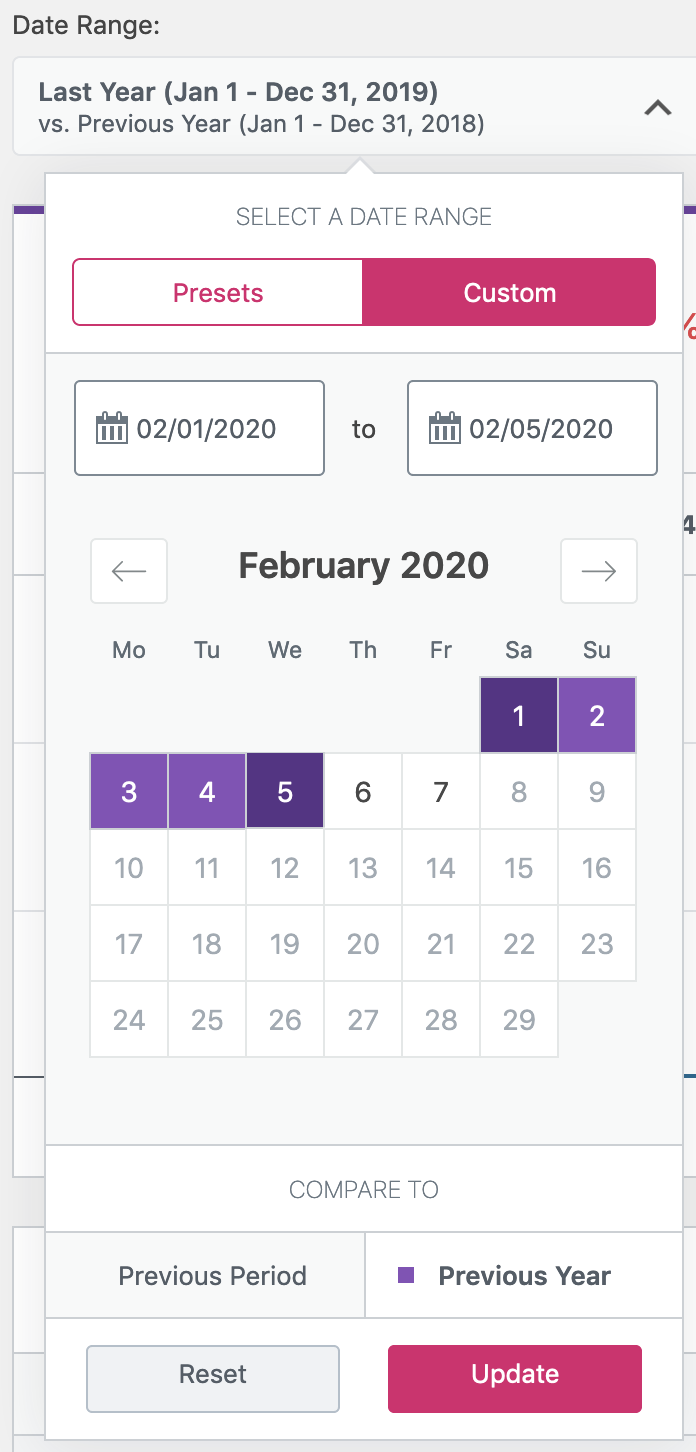 Date Range:
Last Year (Jan 1 - Dec 31, 2019)
vs. Previous Year (Jan 1 - Dec 31, 2018)
SELECT A DATE RANGE
Presets Custom
%
02/01/2020 to 02/05/2020
4
February 2020
Mo Tu We Th Fr Sa Su
1 2
3 4 5 6 7 8 9
10 11 12 13 14 15 16
17 18 19 20 21 22 23
24 25 26 27 28 29
COMPARE TO
Previous Period Previous Year
Reset Update